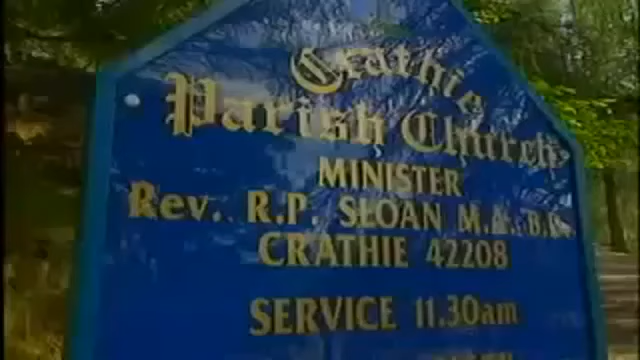 Crathie
Parish Church
MINISTER
Rev. R.P. SLOAN M.A.
CRATHIE 42208
SERVICE 11.30am